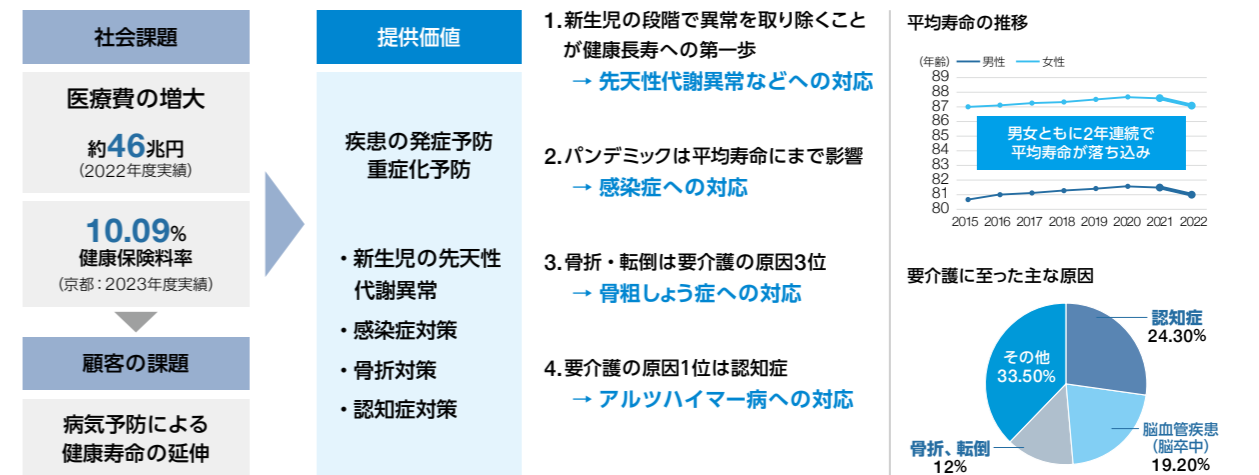 社会課題
医療費の増大
約46兆円
(2022年度実績)
10.09%
健康保険料率
(京都：2023年度実績)
顧客の課題
病気予防による
健康寿命の延伸
提供価値
疾患の発症予防
重症化予防
・新生児の先天性
代謝異常
・感染症対策
・骨折対策
・認知症対策
1.新生児の段階で異常を取り除くこと
が健康長寿への第一歩
→ 先天性代謝異常などへの対応
2.パンデミックは平均寿命にまで影響
→ 感染症への対応
3.骨折・転倒は要介護の原因3位
→ 骨粗しょう症への対応
4.要介護の原因1位は認知症
→ アルツハイマー病への対応
平均寿命の推移
(年齢) 男性 女性
89
88
87
86
85
84
83
82
81
80
男女ともに2年連続で
平均寿命が落ち込み
2015 2016 2017 2018 2019 2020 2021 2022
要介護に至った主な原因
認知症
24.30%
その他
33.50%
脳血管疾患
(脳卒中)
19.20%
骨折、転倒
12%